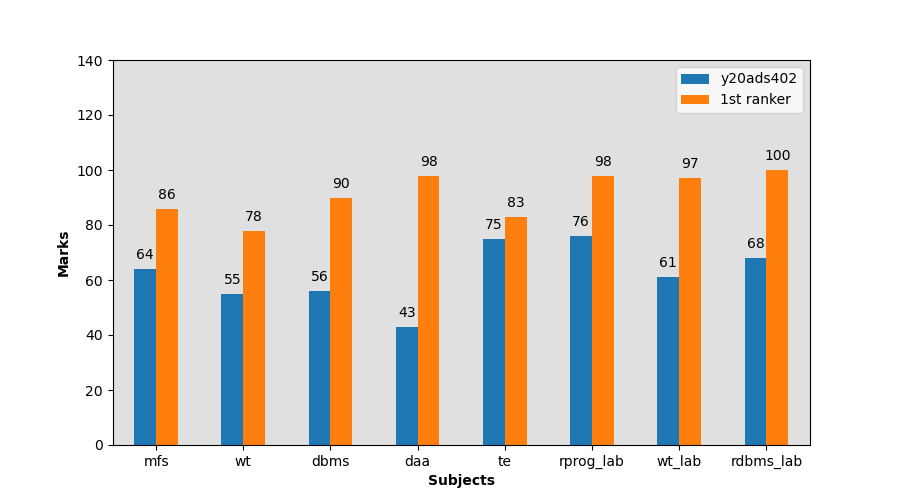 140
120
100
80
60
40
20
0
Marks
y20ads402
1st ranker
64 86 55 78 56 90 43 98 75 83 76 98 61 97 68 100
mfs wt dbms daa te rprog_lab wt_lab rdbms_lab
Subjects